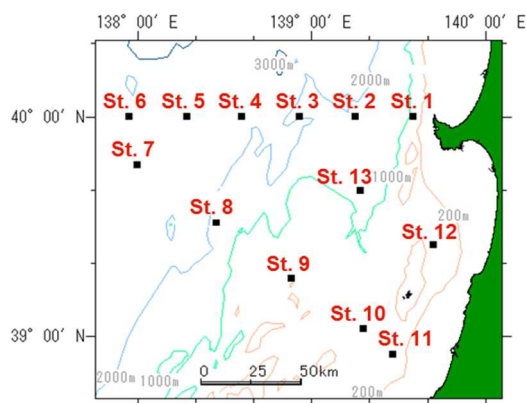 138° 00′ E 139° 00′ E 140° 00′ E
3000m
2000m
40° 00′ N
St. 6 St. 5 St. 4 St. 3 St. 2 St. 1
St. 7
St. 13
1000m
St. 8
200m
St. 12
St. 9
St. 10
39° 00′ N
St. 11
2000m
1000m
0 25 50km
200m